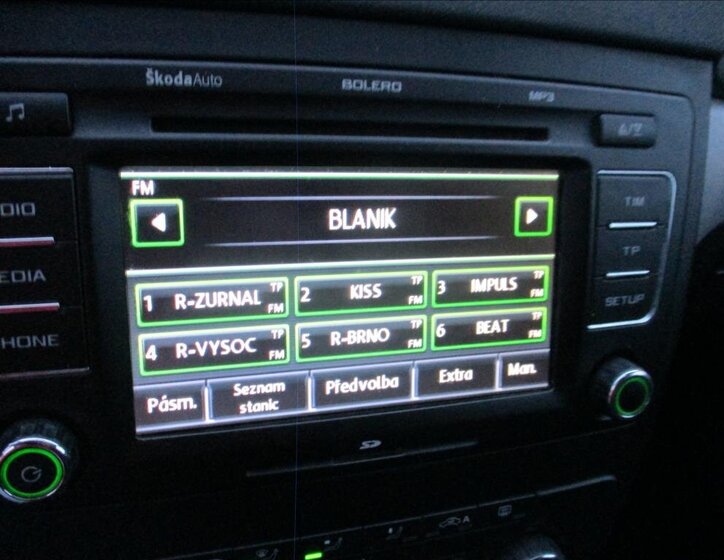 ŠkodaAuto
BOLERO
MP3
DIO
EDIA
HONE
FM
BLANIK
1 R-ZURNAL TP FM
2 KISS TP FM
3 IMPULS TP FM
4 R-VYSOC TP FM
5 R-BRNO TP FM
6 BEAT TP FM
Pásm.
Seznam
stanic
Předvolba
Extra
Man.
TIM
TP
SETUP
SD
A